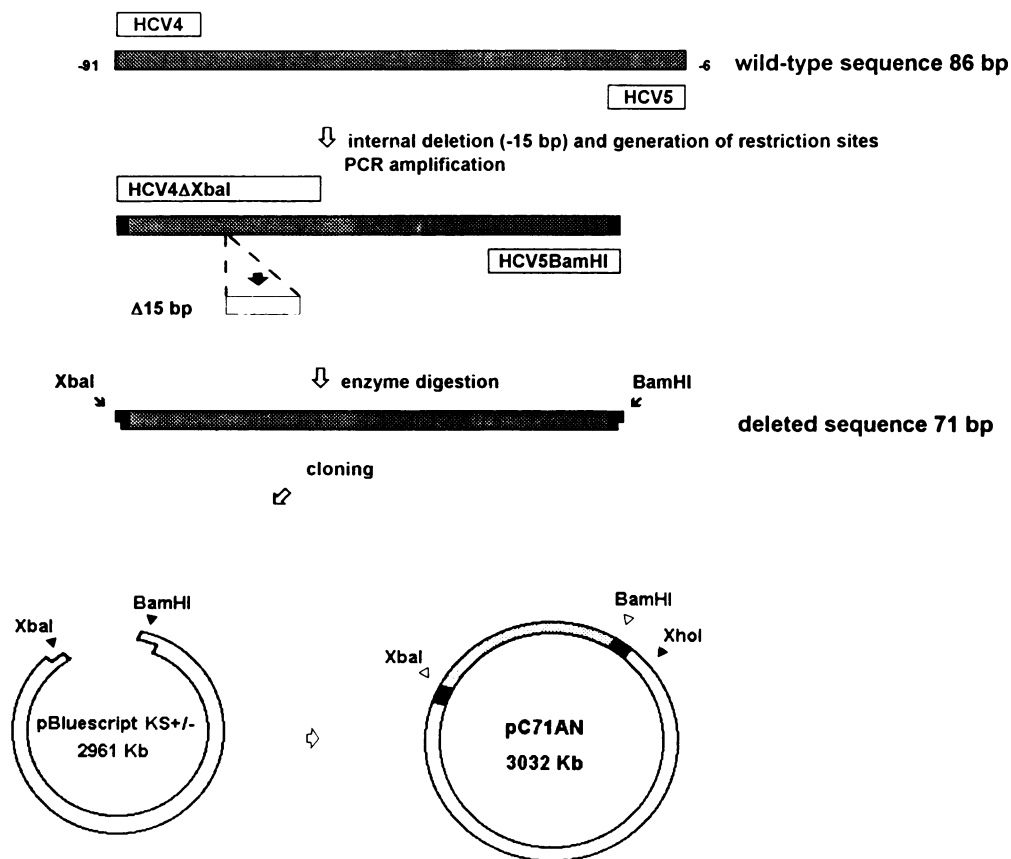 HCV4
-91
-6
wild-type sequence 86 bp
HCV5
internal deletion (-15 bp) and generation of restriction sites
PCR amplification
HCV4ΔXbaI
HCV5BamHI
Δ15 bp
XbaI
enzyme digestion
BamHI
deleted sequence 71 bp
cloning
XbaI
BamHI
pBluescript KS+/-
2961 Kb
BamHI
XhoI
XbaI
pC71AN
3032 Kb